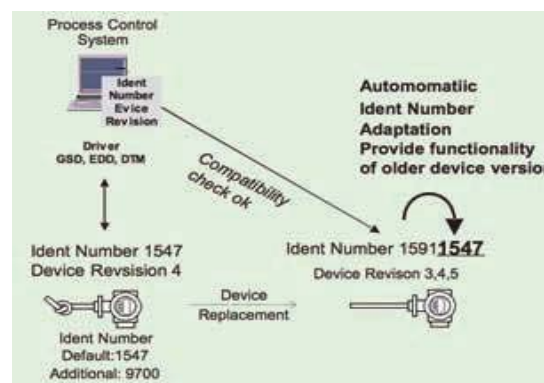 Process Control
System
Ident
Number
Evice
Revision
Driver
GSD, EDD, DTM
Automomatiic
Ident Number
Adaptation
Provide functionality
of older device version
Compatibility
check ok
Ident Number 1547
Device Revsision 4
Ident Number 15911547
Device Revison 3,4,5
Device
Replacement
Ident Number
Default:1547
Additional: 9700